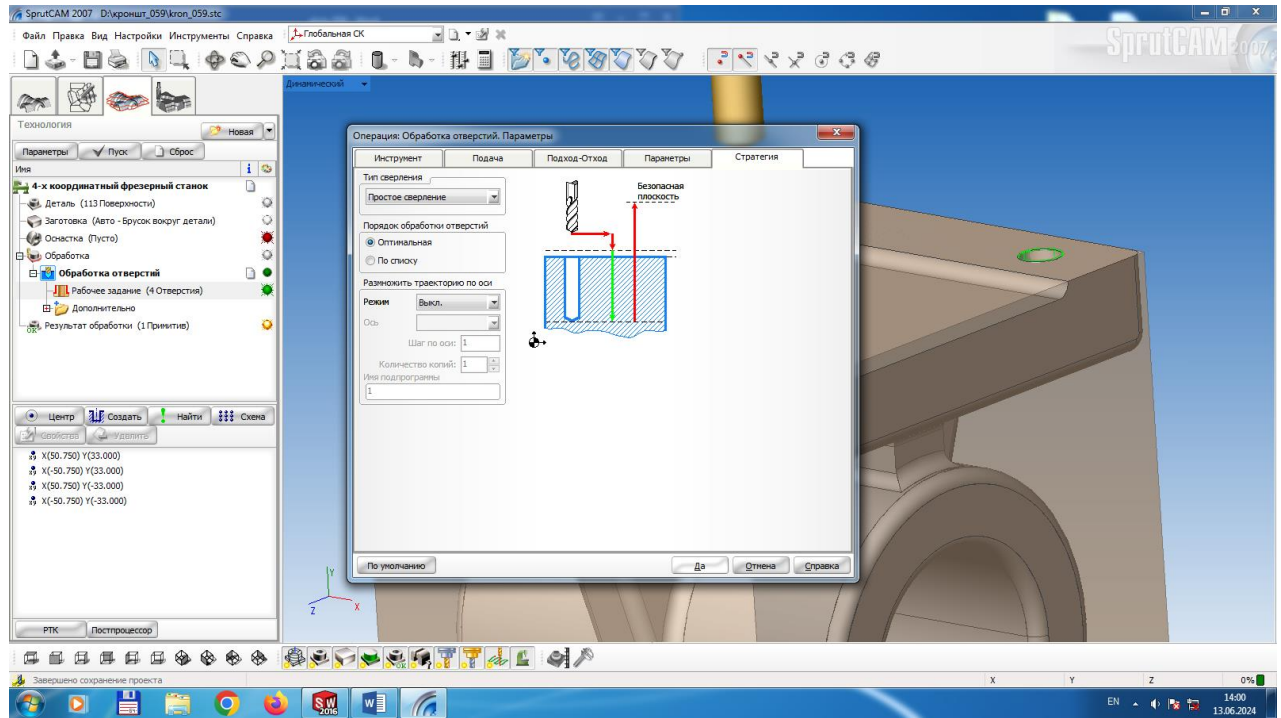 SprutCAM 2007 D:\кроншт_059\kron_059.stc
Файл Правка Вид Настройки Инструменты Справка
Глобальная СК
SprutCAM 2007
Динамический
Технология
Новая
Параметры Пуск Сброс
Имя
4-х координатный фрезерный станок
Деталь (113 Поверхности)
Заготовка (Авто - Брусок вокруг детали)
Оснастка (Пусто)
Обработка
Обработка отверстий
Рабочее задание (4 Отверстия)
Дополнительно
Результат обработки (1 Примитив)
Центр Создать Найти Схема
Свойства Удалить
X(50.750) Y(33.000)
X(-50.750) Y(33.000)
X(50.750) Y(-33.000)
X(-50.750) Y(-33.000)
РТК Постпроцессор
Операция: Обработка отверстий. Параметры
Инструмент Подача Подход-Отход Параметры Стратегия
Тип сверления
Простое сверление
Порядок обработки отверстий
Оптимальная
По списку
Размножить траекторию по оси
Режим Выкл.
Ось
Шаг по оси: 1
Количество копий: 1
Имя подпрограммы
1
Безопасная
плоскость
По умолчанию Да Отмена Справка
Y
Z X
Завершено сохранение проекта X Y Z 0%
SW
2016
W
EN 14:00
13.06.2024